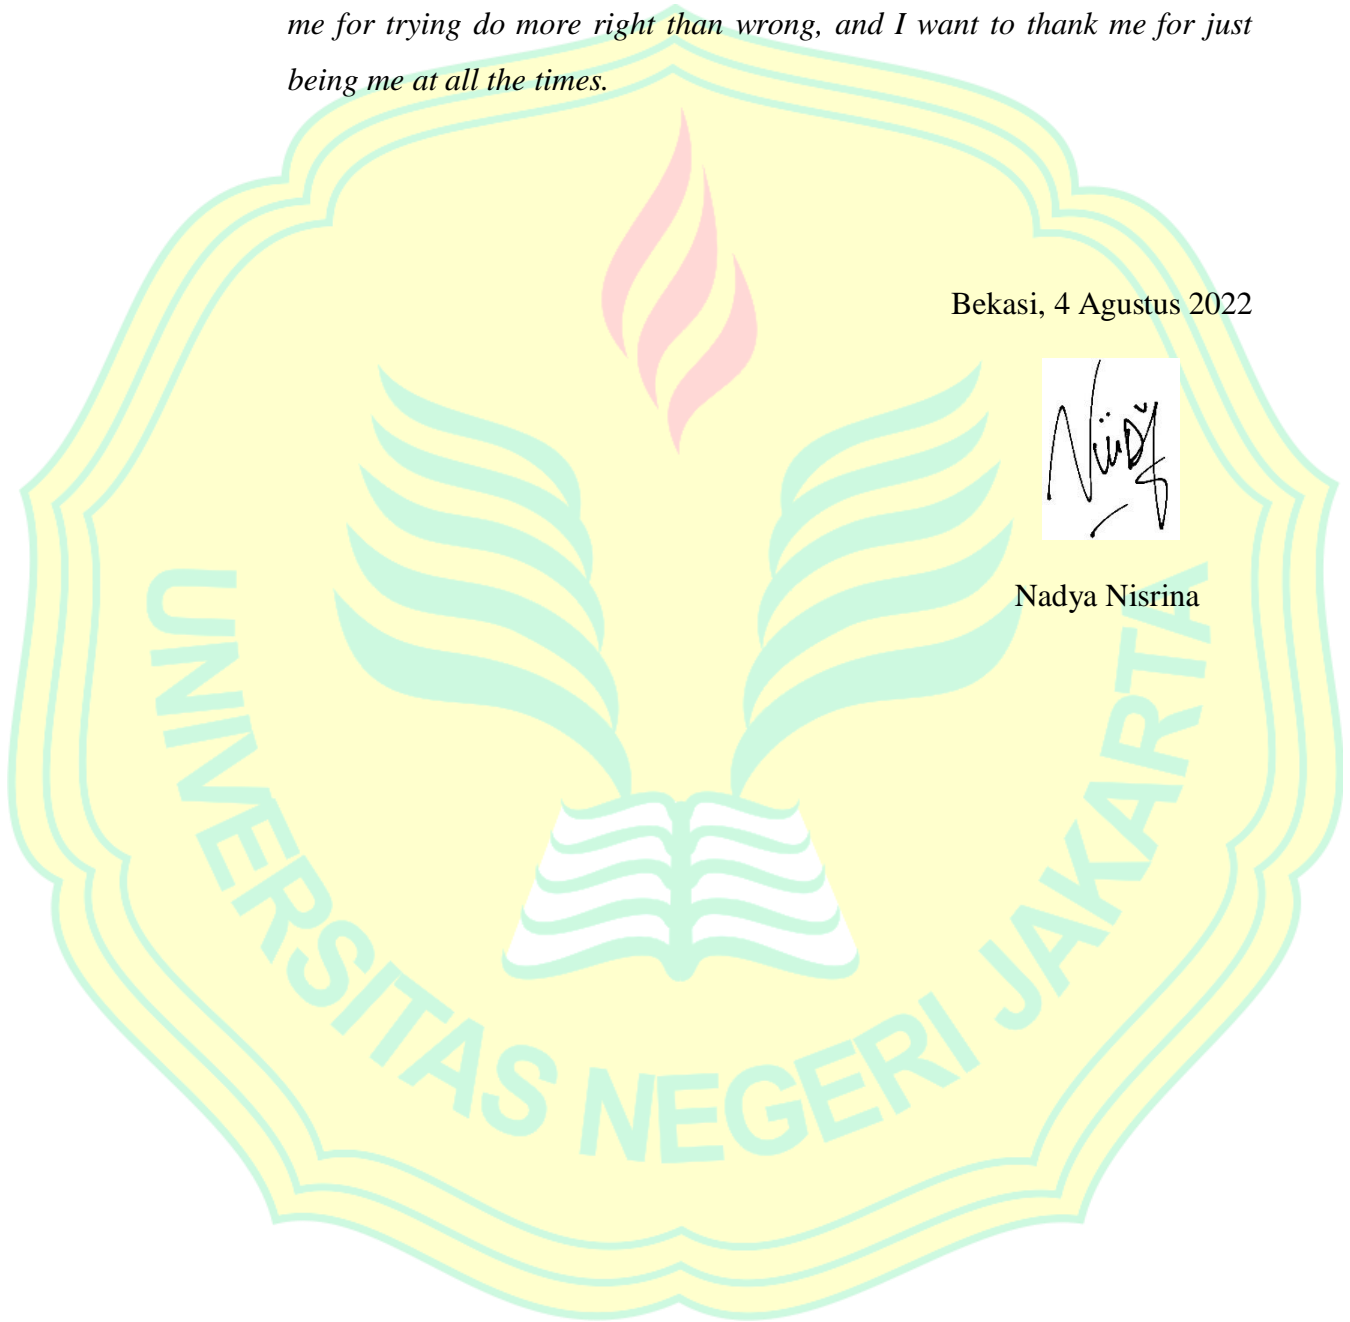 me for trying do more right than wrong, and I want to thank me for just
being me at all the times.
Bekasi, 4 Agustus 2022
Nadya Nisrina
UNIVERSITAS NEGERI JAKARTA